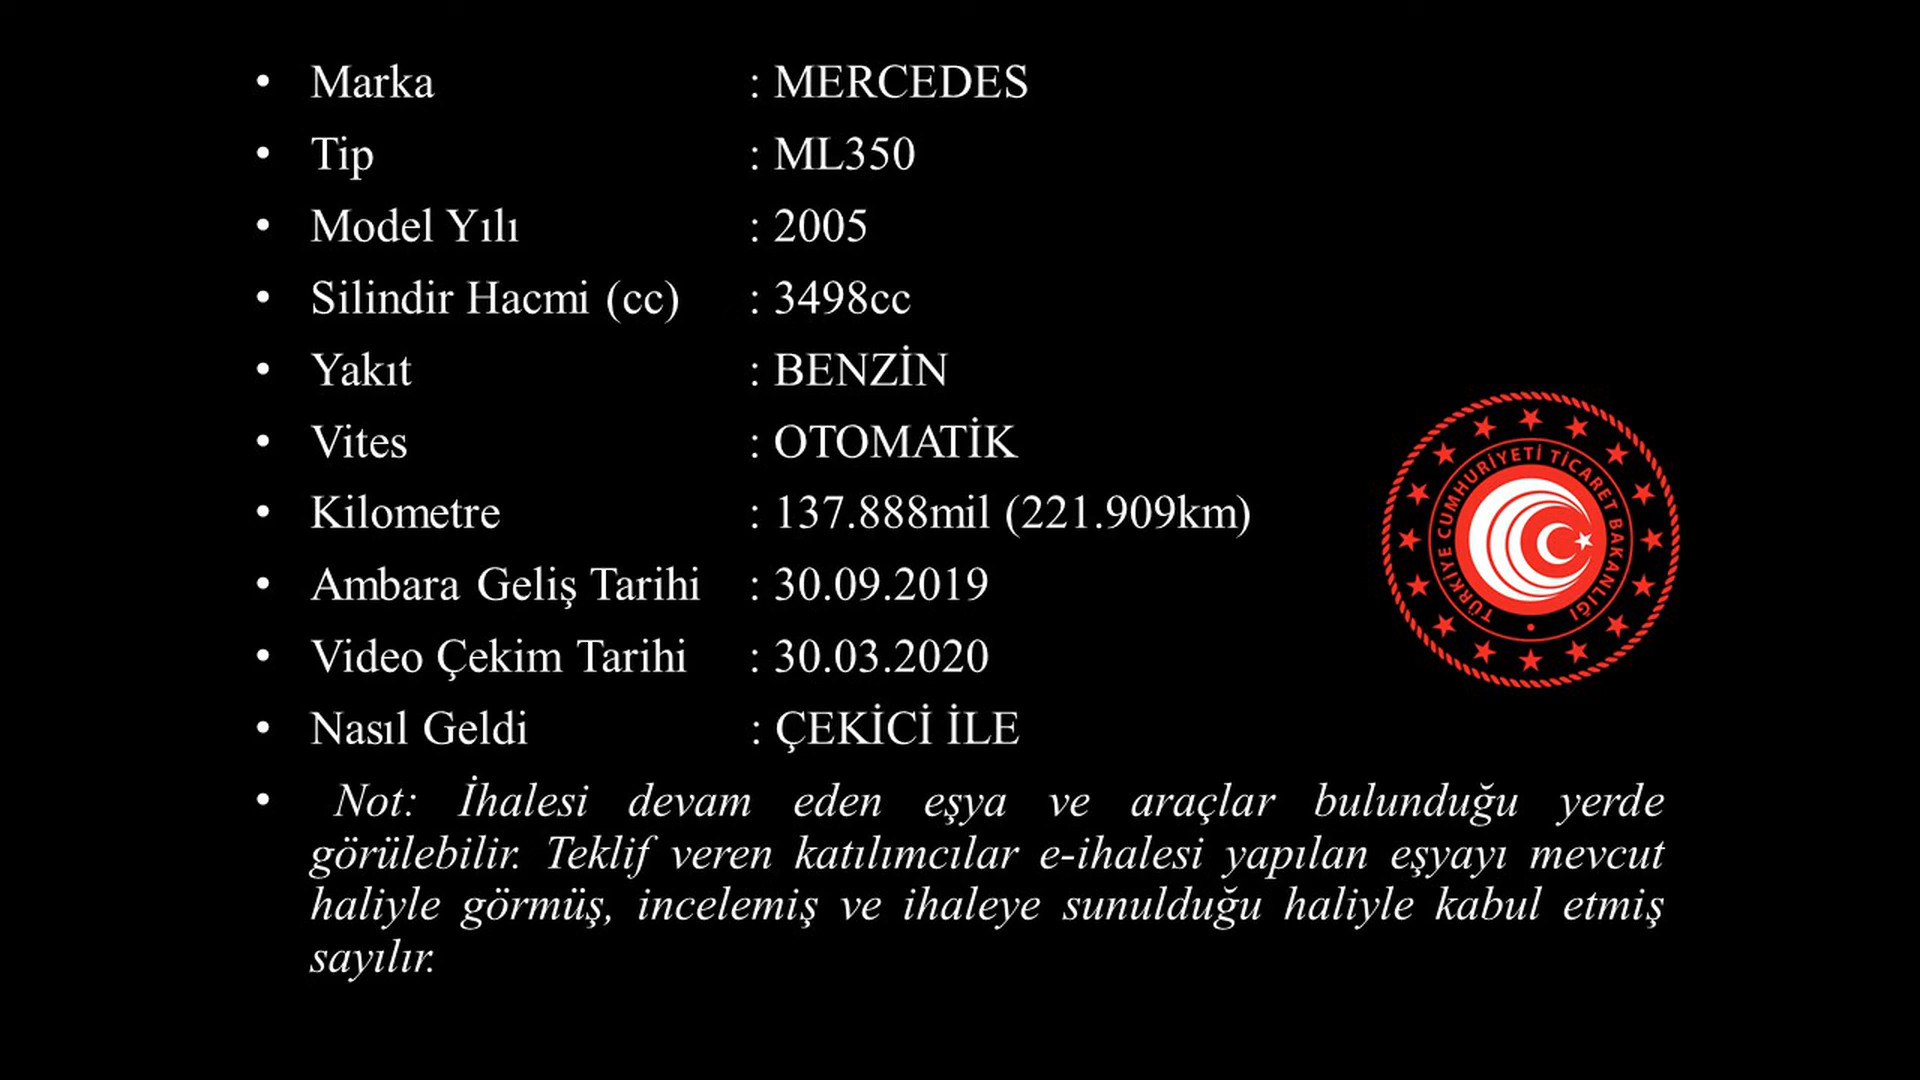 • Marka : MERCEDES
• Tip : ML350
• Model Yılı : 2005
• Silindir Hacmi (cc) : 3498cc
• Yakıt : BENZİN
• Vites : OTOMATİK
• Kilometre : 137.888mil (221.909km)
• Ambara Geliş Tarihi : 30.09.2019
• Video Çekim Tarihi : 30.03.2020
• Nasıl Geldi : ÇEKİCİ İLE
• Not: İhalesi devam eden eşya ve araçlar bulunduğu yerde
görülebilir. Teklif veren katılımcılar e-ihalesi yapılan eşyayı mevcut
haliyle görmüş, incelemiş ve ihaleye sunulduğu haliyle kabul etmiş
sayılır.
TÜRKİYE CUMHURİYETİ TİCARET BAKANLIĞI